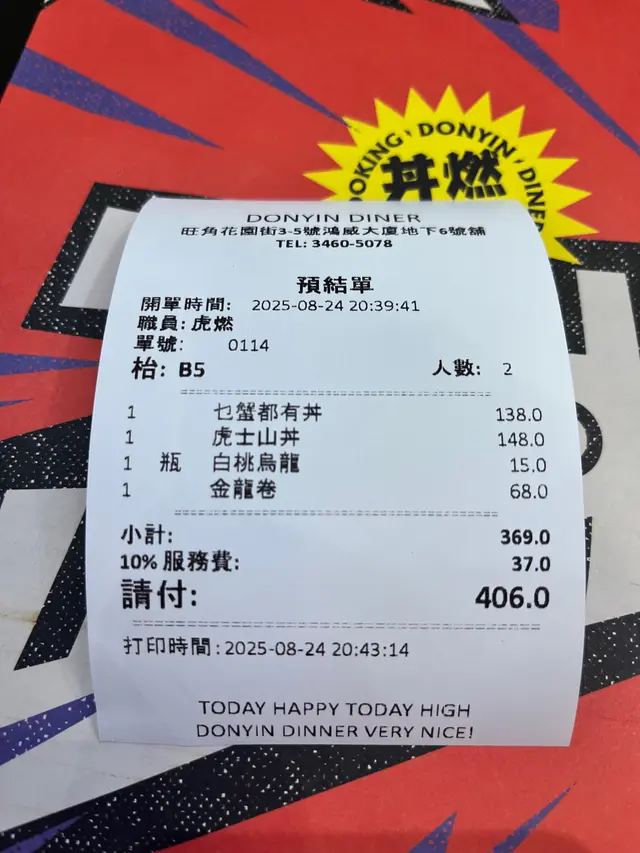 OOKING, DONYIN, DINER
丼燃
DONYIN DINER
旺角花園街3-5號鴻威大廈地下6號舖
TEL: 3460-5078
預結單
開單時間: 2025-08-24 20:39:41
職員: 虎燃
單號: 0114
枱: B5 人數: 2
1 乜蟹都有丼 138.0
1 虎士山丼 148.0
1 瓶 白桃烏龍 15.0
1 金龍卷 68.0
小計: 369.0
10% 服務費: 37.0
請付: 406.0
打印時間: 2025-08-24 20:43:14
TODAY HAPPY TODAY HIGH
DONYIN DINNER VERY NICE!